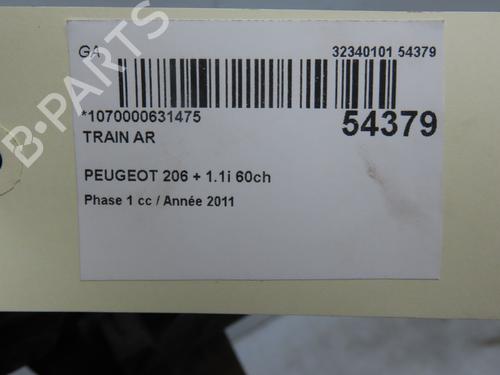 GA 32340101 54379
*1070000631475 54379
TRAIN AR
PEUGEOT 206 + 1.1i 60ch
Phase 1 cc / Année 2011
B-PARTS